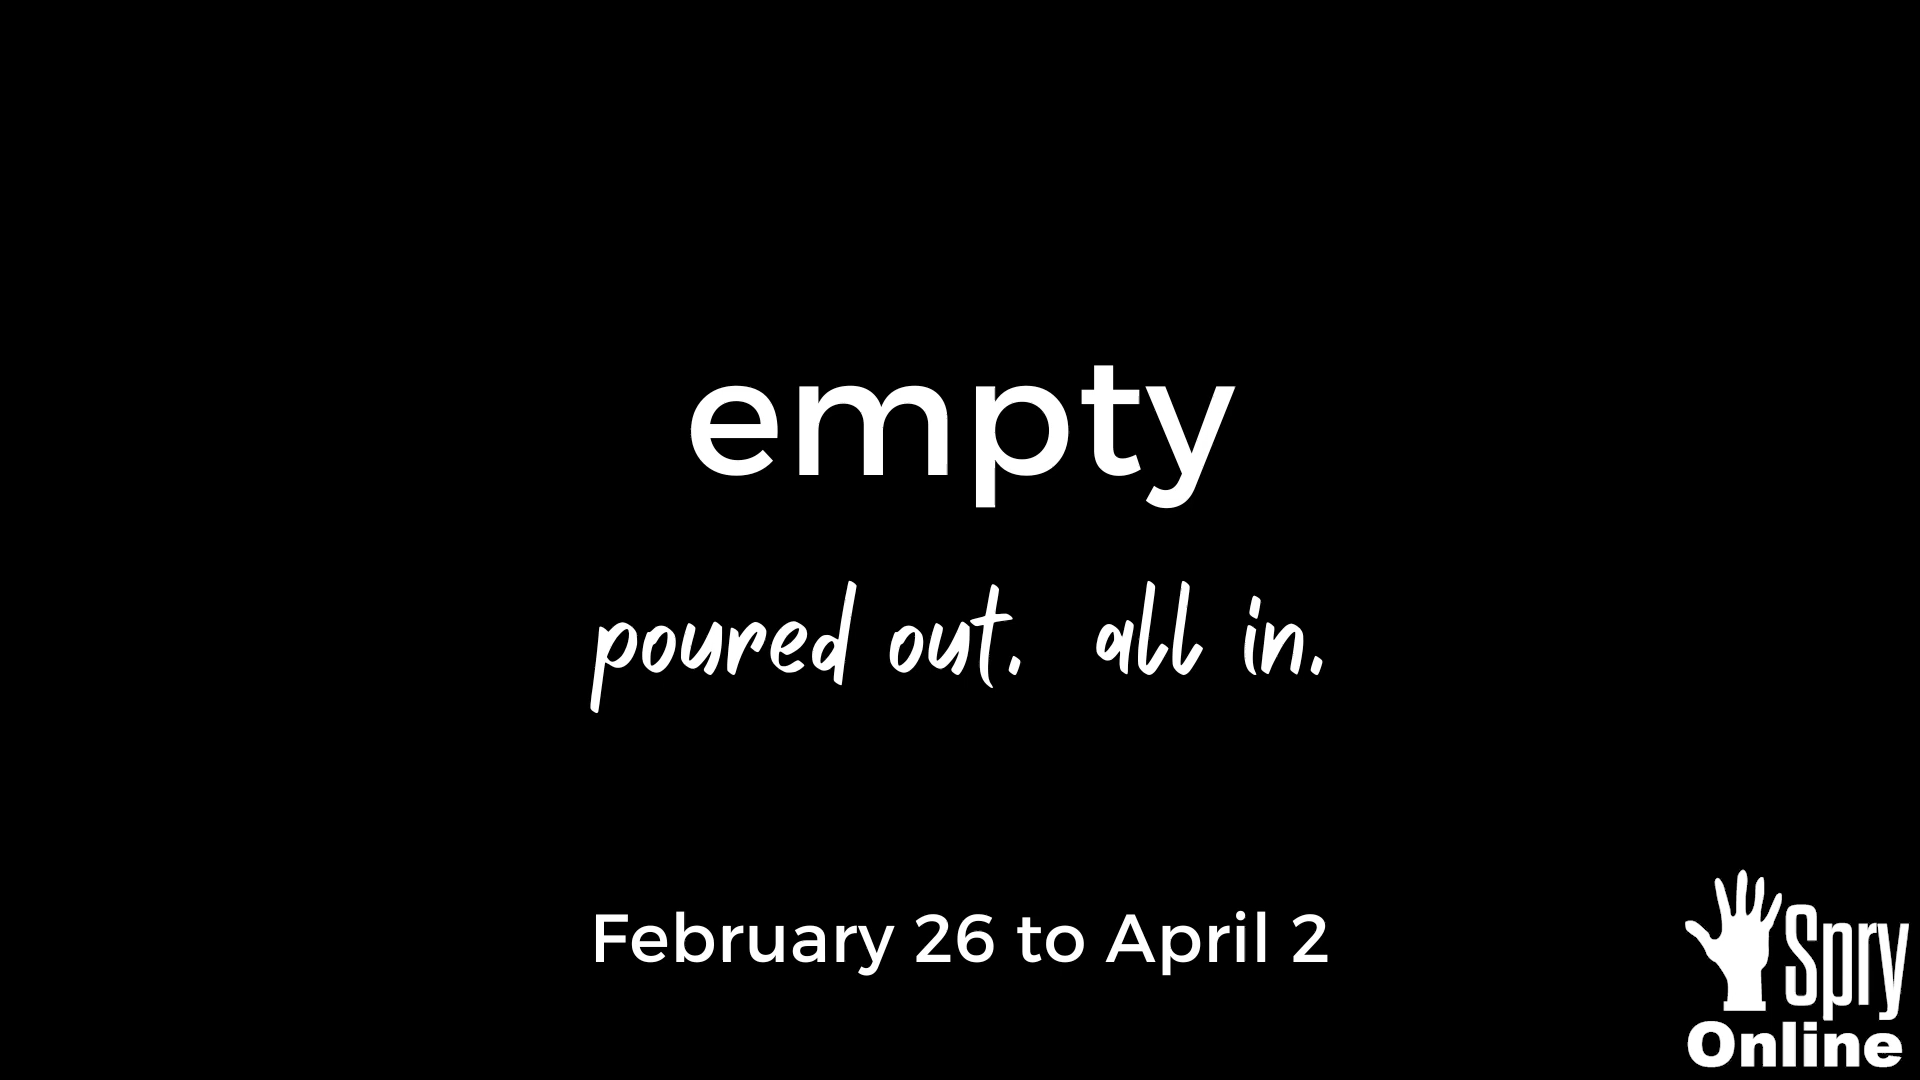 empty
poured out. all in.
February 26 to April 2
Spry
Online